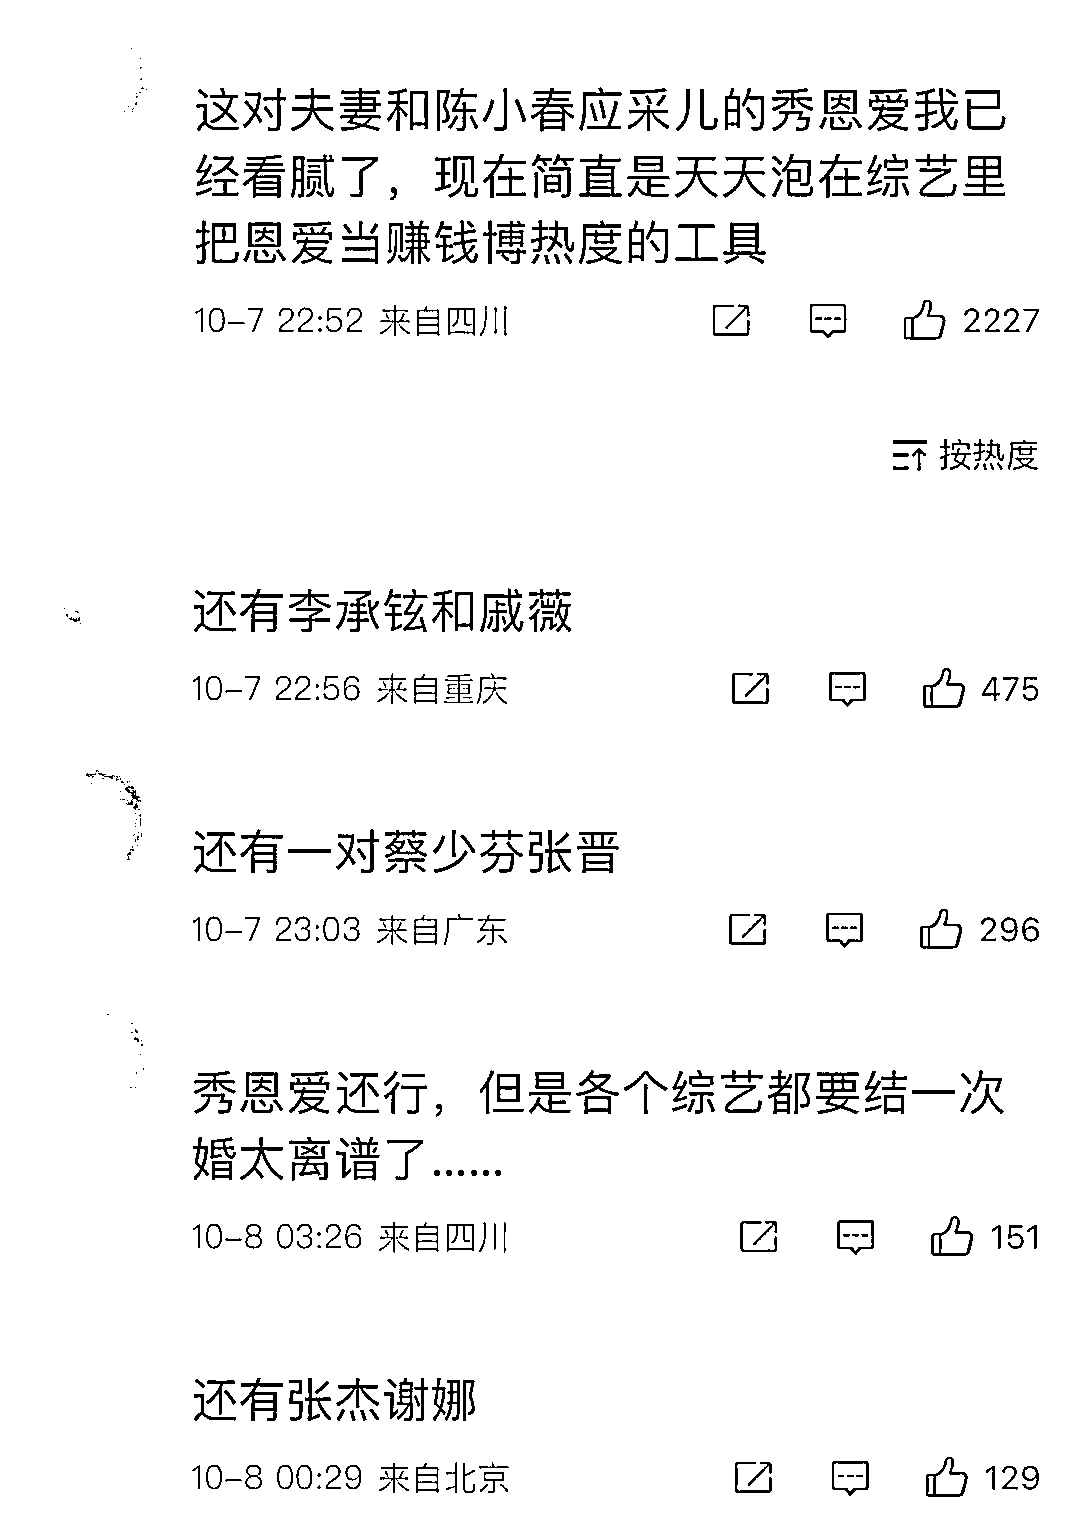 这对夫妻和陈小春应采儿的秀恩爱我已
经看腻了，现在简直是天天泡在综艺里
把恩爱当赚钱博热度的工具
10-7 22:52 来自四川 2227
按热度
还有李承铉和戚薇
10-7 22:56 来自重庆 475
还有一对蔡少芬张晋
10-7 23:03 来自广东 296
秀恩爱还行，但是各个综艺都要结一次
婚太离谱了......
10-8 03:26 来自四川 151
还有张杰谢娜
10-8 00:29 来自北京 129